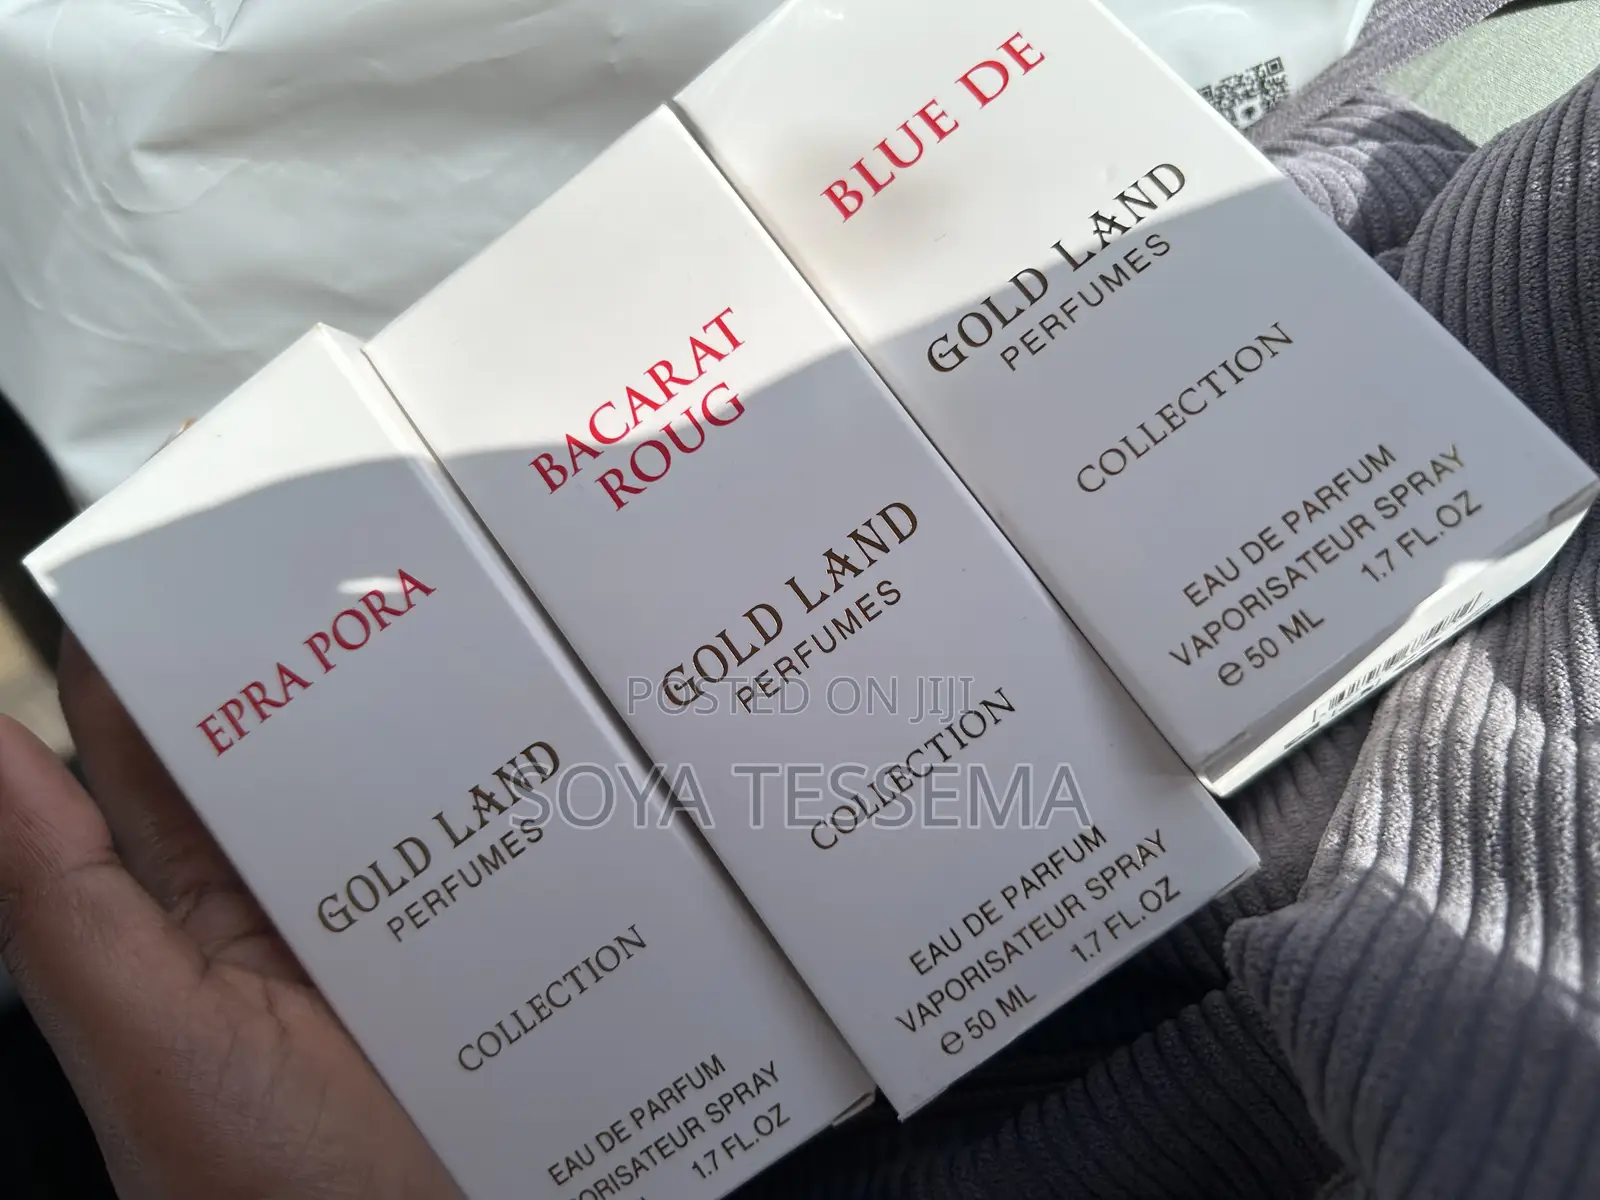 BLUE DE
GOLD LAND
PERFUMES
COLLECTION
EAU DE PARFUM
VAPORISATEUR SPRAY
e 50 ML 1.7 FL.OZ
BACARAT
ROUG
GOLD LAND
PERFUMES
COLLECTION
EAU DE PARFUM
VAPORISATEUR SPRAY
e 50 ML 1.7 FL.OZ
EPRA PORA
GOLD LAND
PERFUMES
COLLECTION
EAU DE PARFUM
SPRAY
1.7 FL.OZ
POSTED ON JIJI
SOYA TESSEMA